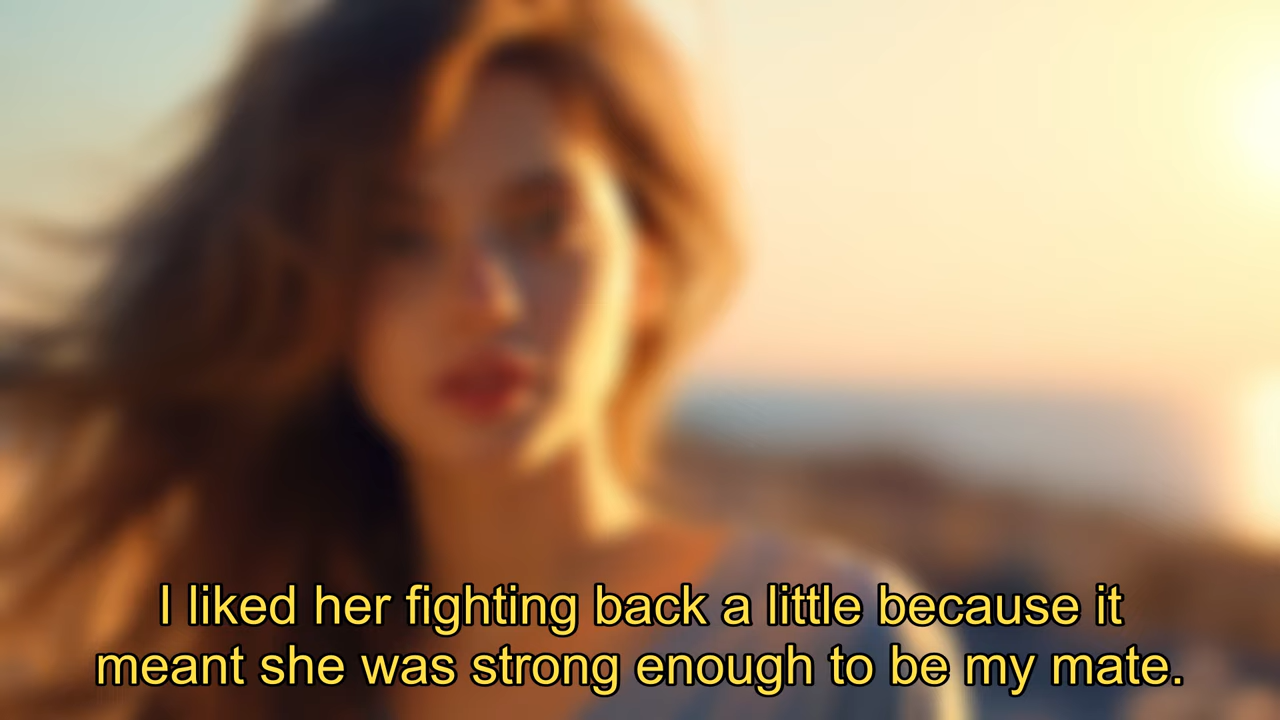 I liked her fighting back a little because it
meant she was strong enough to be my mate.